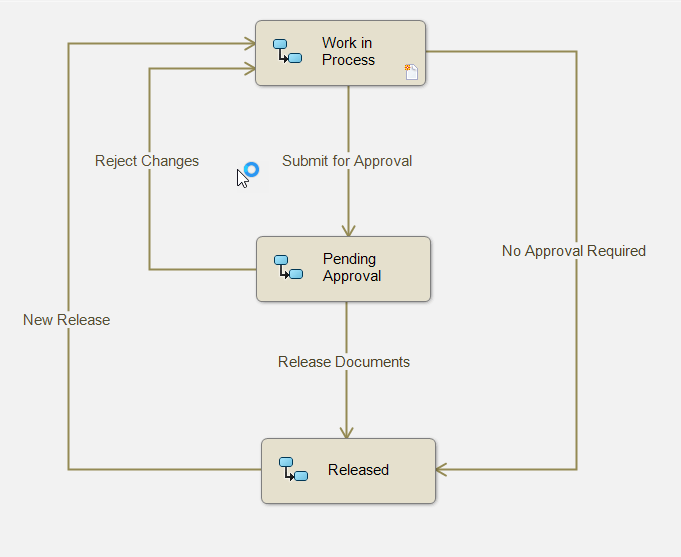 Work in
Process
Reject Changes
Submit for Approval
No Approval Required
Pending
Approval
New Release
Release Documents
Released